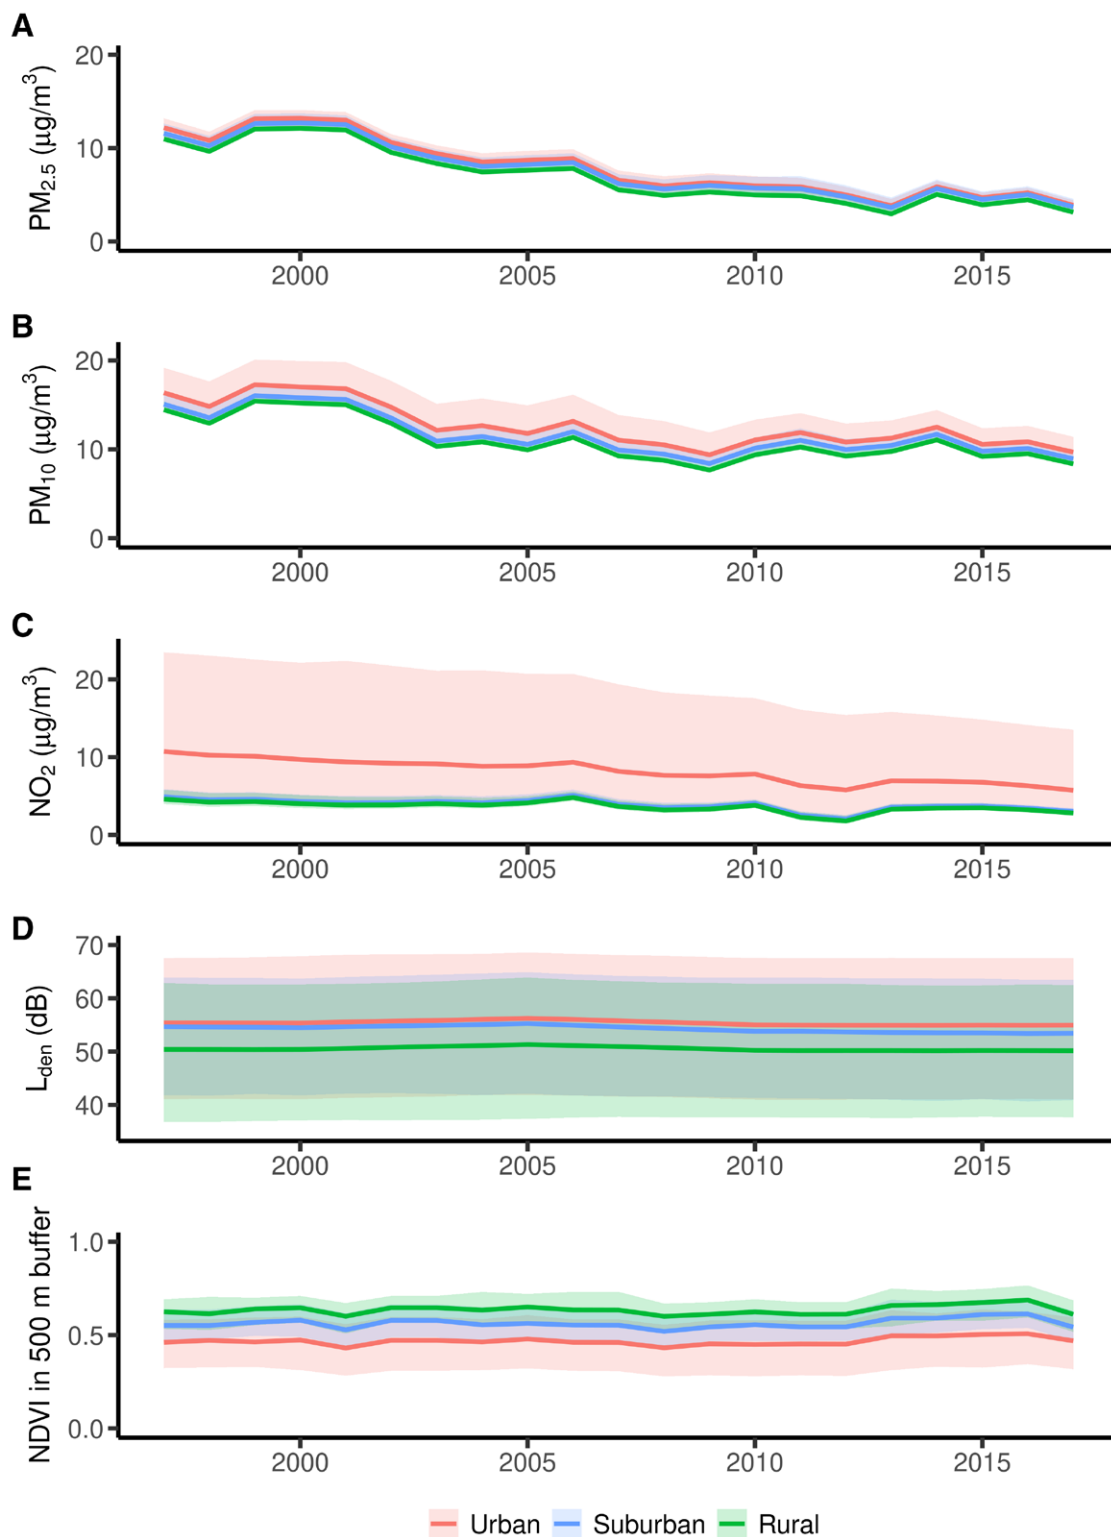 A
PM2.5 (μg/m3)
20
10
0
2000 2005 2010 2015
B
PM10 (μg/m3)
20
10
0
2000 2005 2010 2015
C
NO2 (μg/m3)
20
10
0
2000 2005 2010 2015
D
Lden (dB)
70
60
50
40
2000 2005 2010 2015
E
NDVI in 500 m buffer
1.0
0.5
0.0
2000 2005 2010 2015
Urban Suburban Rural